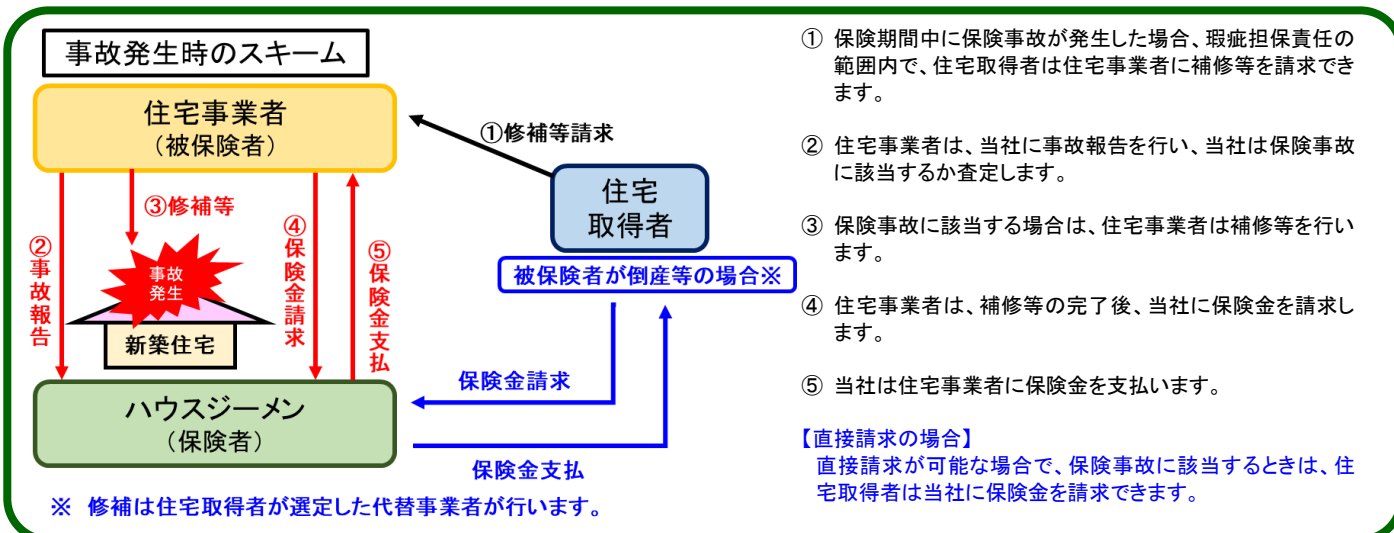 事故発生時のスキーム
住宅事業者
（被保険者）
①修補等請求
住宅
取得者
③修補等
②事故報告
④保険金請求
⑤保険金支払
事故
発生
新築住宅
被保険者が倒産等の場合※
保険金請求
ハウスジーメン
（保険者）
保険金支払
※ 修補は住宅取得者が選定した代替事業者が行います。
① 保険期間中に保険事故が発生した場合、瑕疵担保責任の
範囲内で、住宅取得者は住宅事業者に補修等を請求でき
ます。
② 住宅事業者は、当社に事故報告を行い、当社は保険事故
に該当するか査定します。
③ 保険事故に該当する場合は、住宅事業者は補修等を行い
ます。
④ 住宅事業者は、補修等の完了後、当社に保険金を請求し
ます。
⑤ 当社は住宅事業者に保険金を支払います。
【直接請求の場合】
直接請求が可能な場合で、保険事故に該当するときは、住
宅取得者は当社に保険金を請求できます。